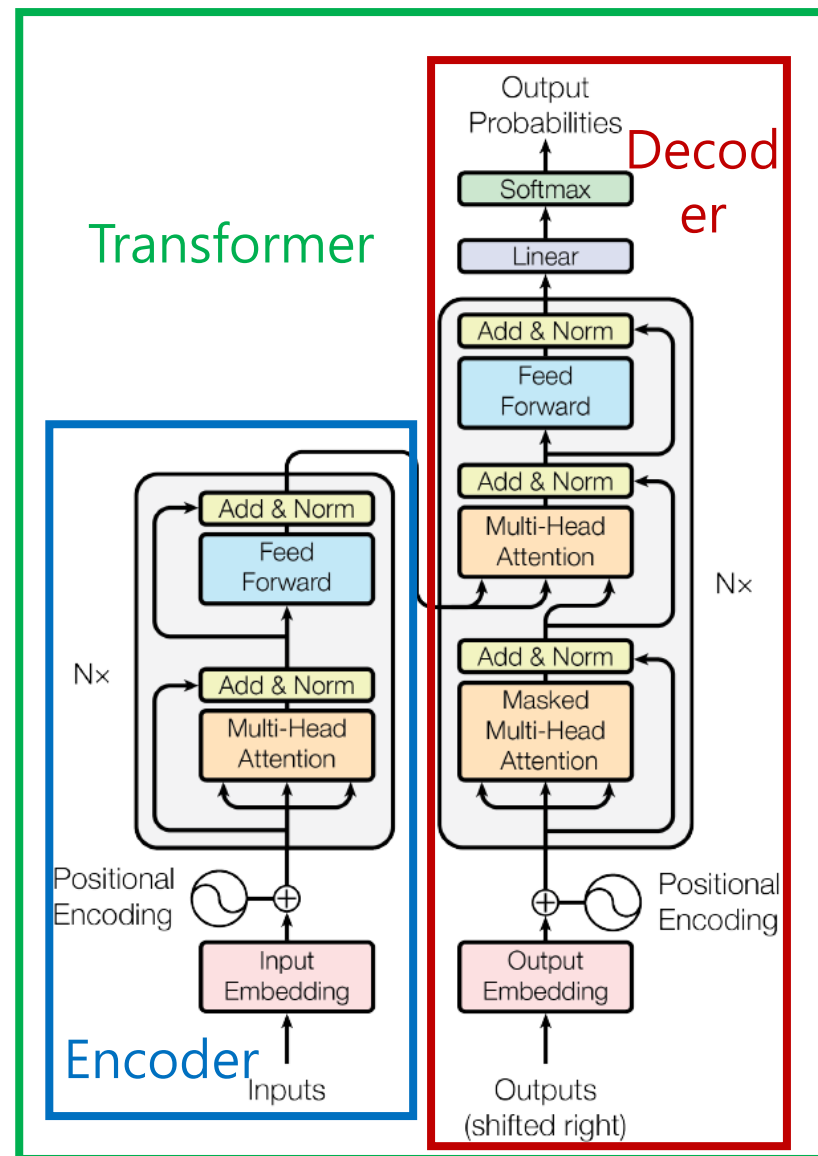 Transformer
Encoder
Add & Norm
Feed
Forward
Add & Norm
Multi-Head
Attention
N×
Positional
Encoding
Input
Embedding
Inputs
Decod
er
Output
Probabilities
Softmax
Linear
Add & Norm
Feed
Forward
Add & Norm
Multi-Head
Attention
N×
Add & Norm
Masked
Multi-Head
Attention
Positional
Encoding
Output
Embedding
Outputs
(shifted right)